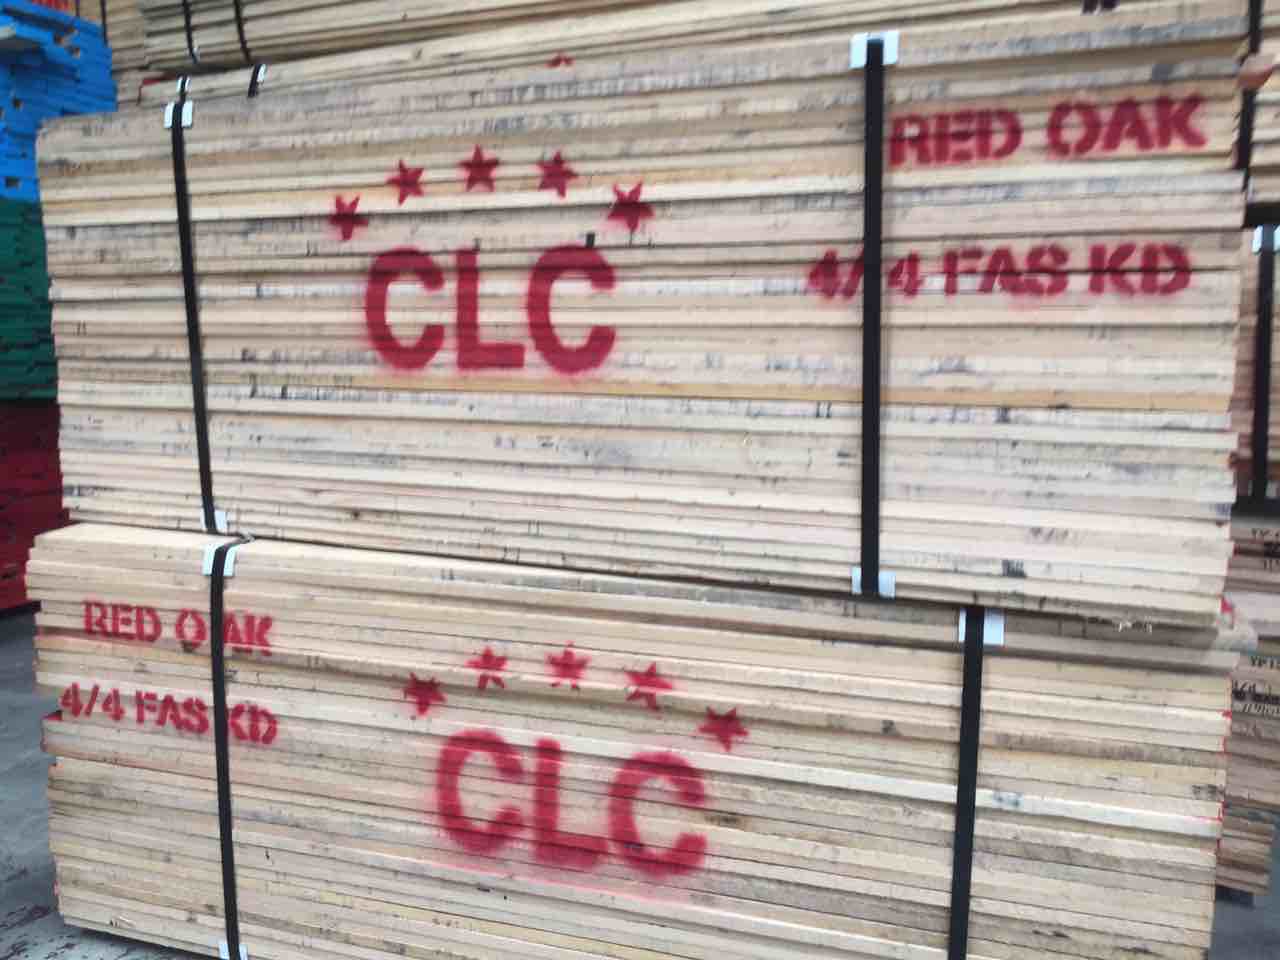 RED OAK
4/4 FAS KD
CLC
RED OAK
4/4 FAS KD
CLC